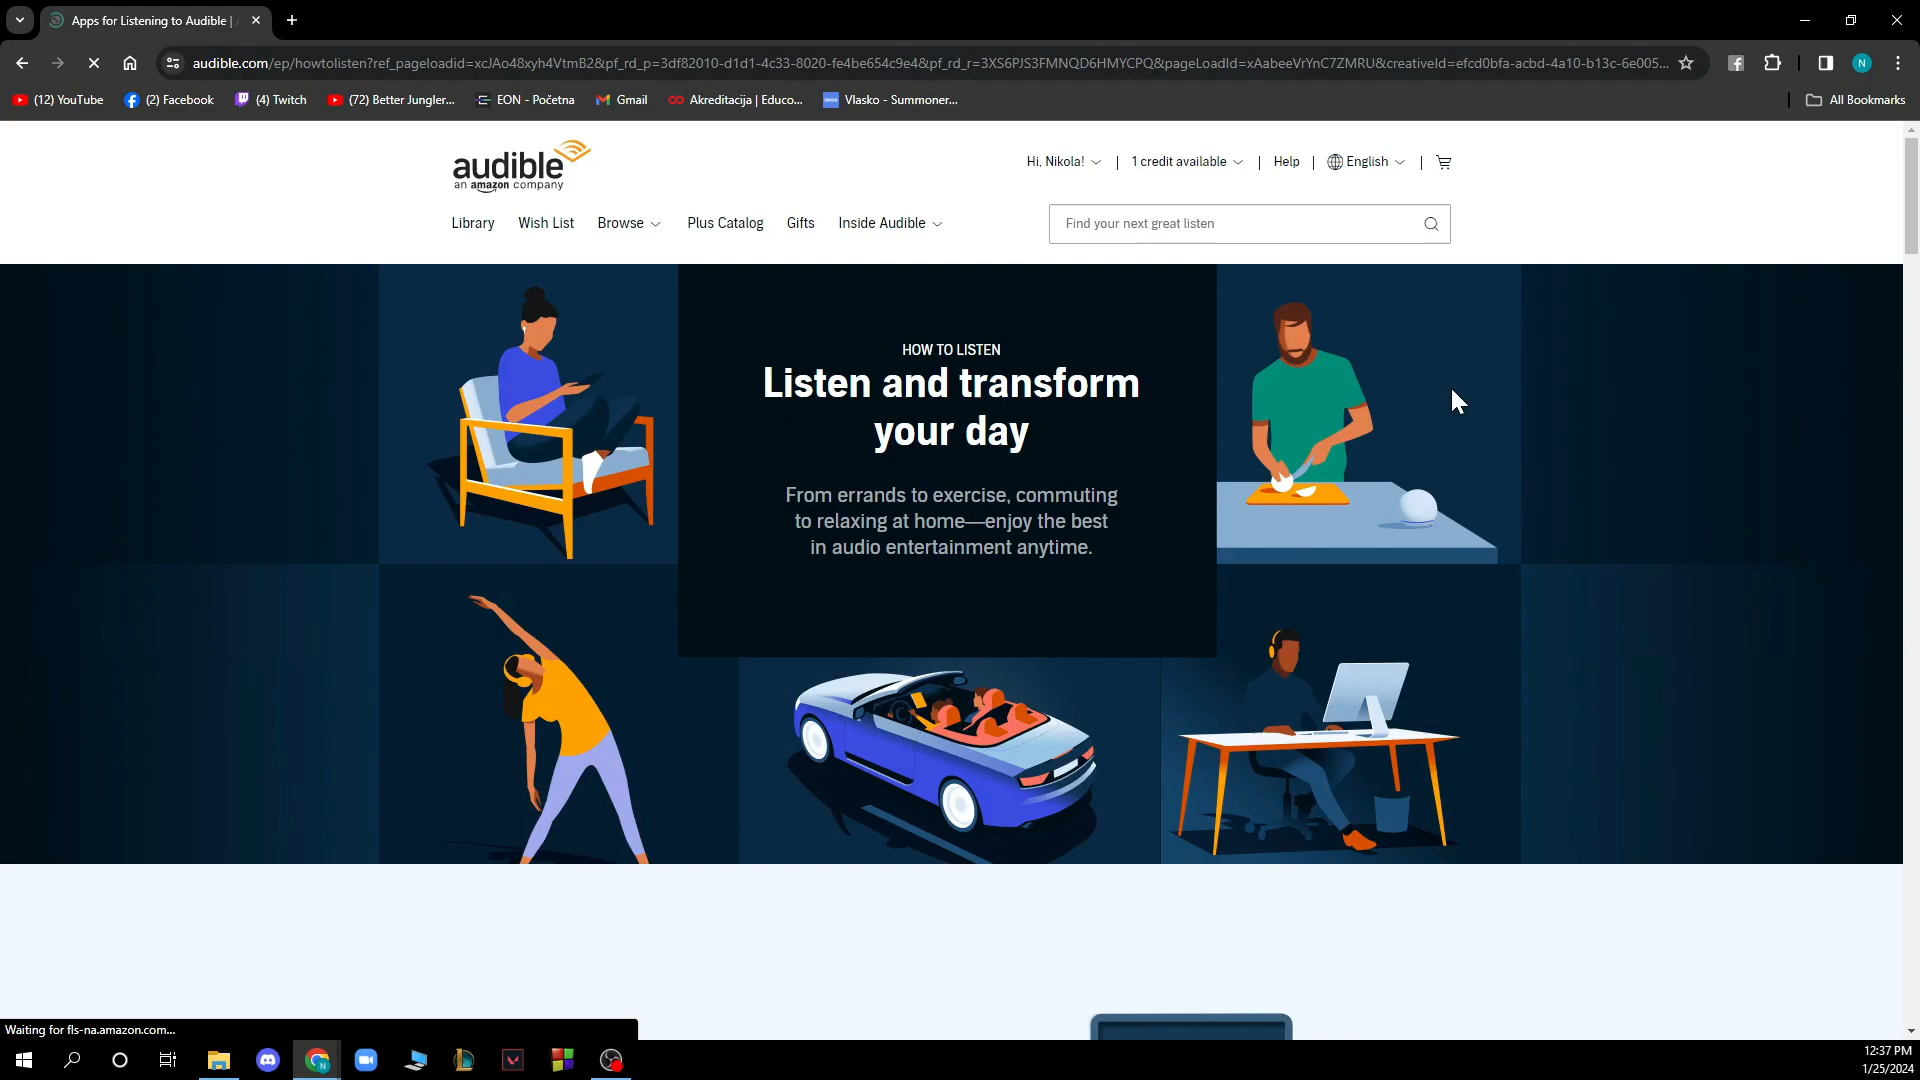 Apps for Listening to Audible |
audible.com/ep/howtolisten?ref_pageloadid=xcJAo48xyh4VtmB2&pf_rd_p=3df82010-d1d1-4c33-8020-fe4be654c9e4&pf_rd_r=3XS6PJS3FMNQD6HMYCPQ&pageLoadId=xAabeeVrYnC7ZMRU&creativeId=efcd0bfa-acbd-4a10-b13c-6e005...
N
(12) YouTube (2) Facebook (4) Twitch (72) Better Jungler... EON - Početna Gmail Akreditacija | Educo... Vlasko - Summoner... All Bookmarks
audible
an amazon company
Hi, Nikola! | 1 credit available | Help | English |
Library Wish List Browse Plus Catalog Gifts Inside Audible Find your next great listen
HOW TO LISTEN
Listen and transform
your day
From errands to exercise, commuting
to relaxing at home—enjoy the best
in audio entertainment anytime.
Waiting for fls-na.amazon.com...
12:37 PM
1/25/2024